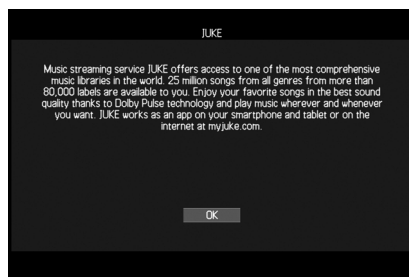 JUKE
Music streaming service JUKE offers access to one of the most comprehensive
music libraries in the world. 25 million songs from all genres from more than
80,000 labels are available to you. Enjoy your favorite songs in the best sound
quality thanks to Dolby Pulse technology and play music wherever and whenever
you want. JUKE works as an app on your smartphone and tablet or on the
internet at myjuke.com.
OK